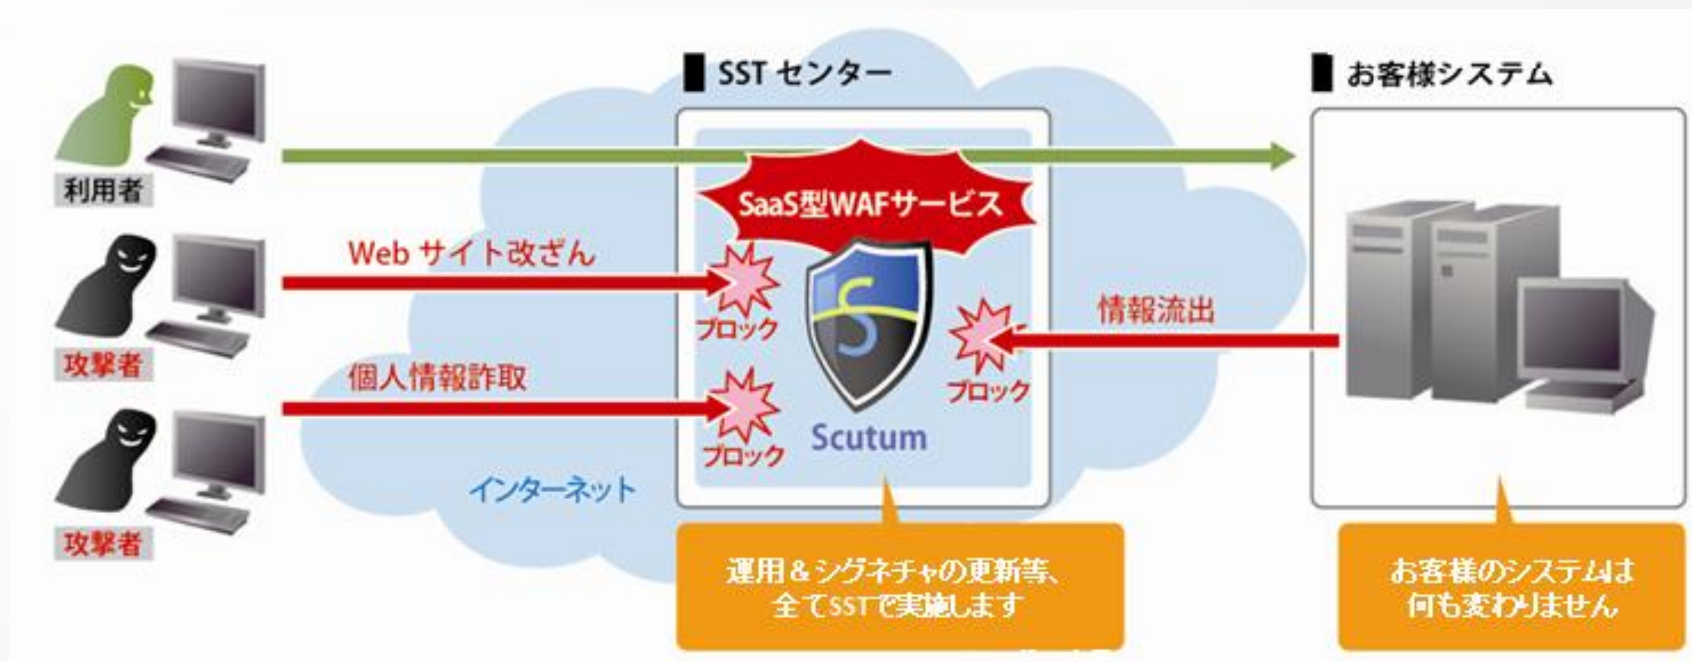 SST センター
お客様システム
利用者
SaaS型WAFサービス
Web サイト改ざん
ブロック
攻撃者
情報流出
ブロック
個人情報詐取
ブロック
Scutum
攻撃者
インターネット
運用&シグネチャの更新等、
全てSSTで実施します
お客様のシステムは
何も変わりません